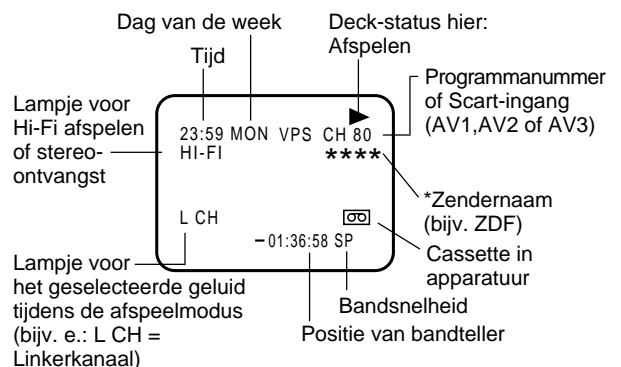 Dag van de week
Deck-status hier:
Afspelen
Tijd
Programmanummer
of Scart-ingang
(AV1,AV2 of AV3)
Lampje voor
Hi-Fi afspelen
of stereo-
ontvangst
23:59 MON VPS CH 80
HI-FI ****
*Zendernaam
(bijv. ZDF)
L CH
–01:36:58 SP
Cassette in
apparatuur
Lampje voor
het geselecteerde geluid
tijdens de afspeelmodus
(bijv. e.: L CH =
Linkerkanaal)
Bandsnelheid
Positie van bandteller